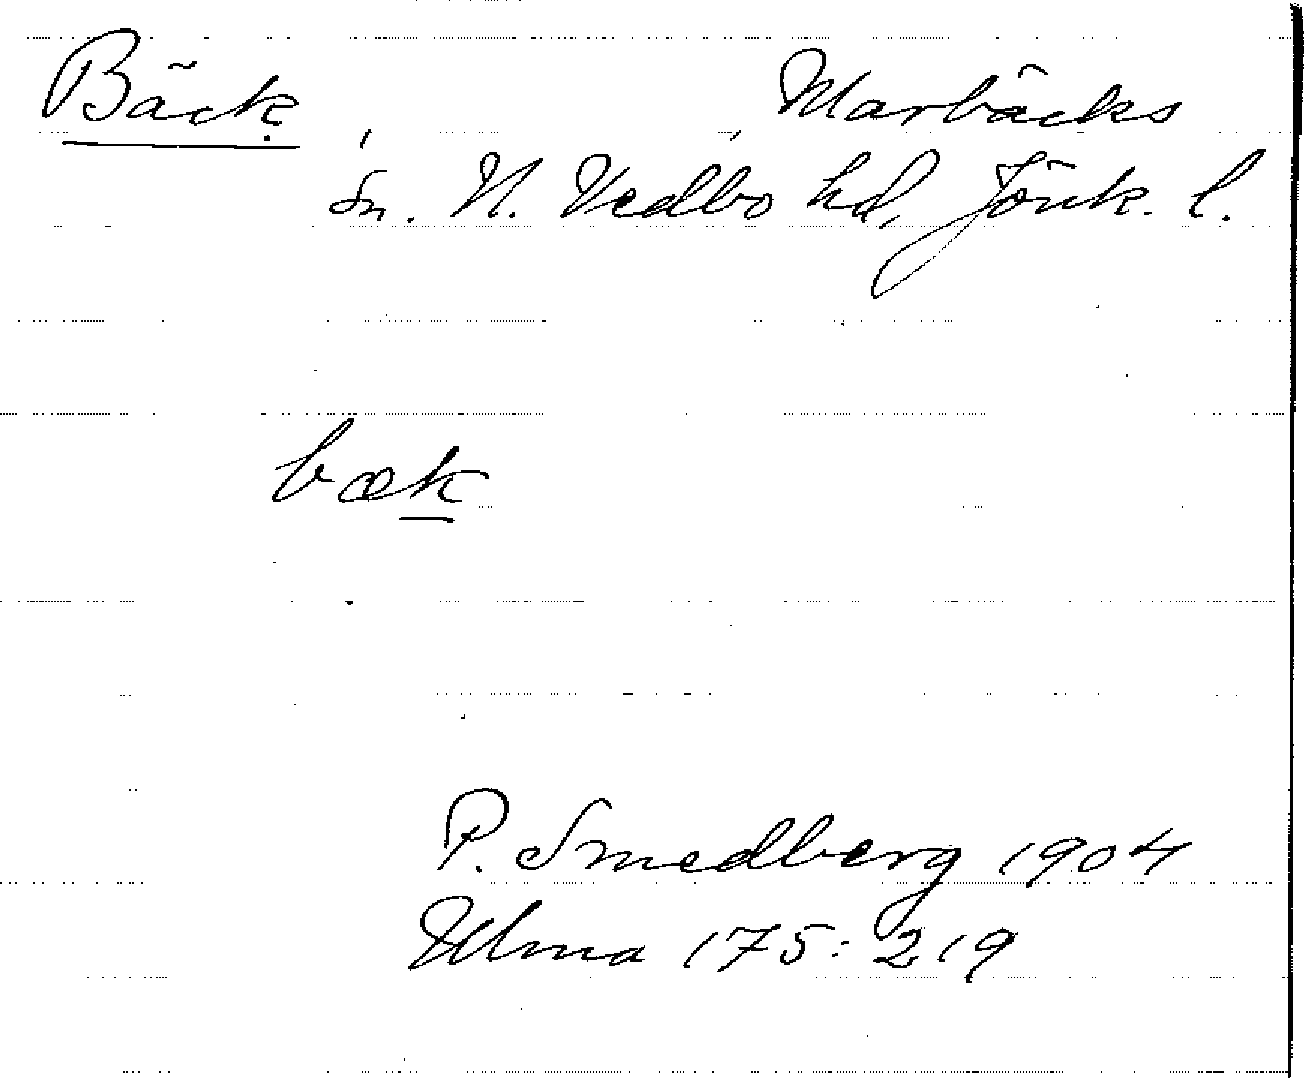 Bäck, Marbäcks
sn. N. Vedbo hd, Jönk. l.
bæk
P. Smedberg 1904
Ulma 175: 219